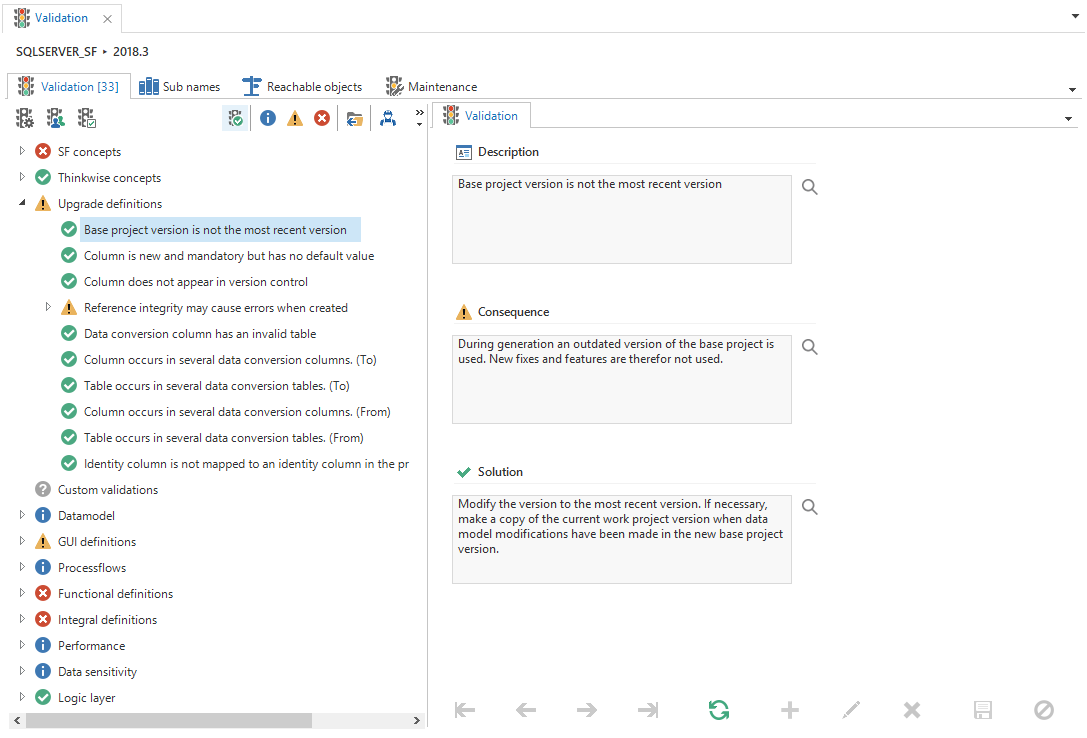 Validation
SQLSERVER_SF ▸ 2018.3
Validation [33]
Sub names
Reachable objects
Maintenance
SF concepts
Thinkwise concepts
Upgrade definitions
Base project version is not the most recent version
Column is new and mandatory but has no default value
Column does not appear in version control
Reference integrity may cause errors when created
Data conversion column has an invalid table
Column occurs in several data conversion columns. (To)
Table occurs in several data conversion tables. (To)
Column occurs in several data conversion columns. (From)
Table occurs in several data conversion tables. (From)
Identity column is not mapped to an identity column in the pr
Custom validations
Datamodel
GUI definitions
Processflows
Functional definitions
Integral definitions
Performance
Data sensitivity
Logic layer
Validation
Description
Base project version is not the most recent version
Consequence
During generation an outdated version of the base project is
used. New fixes and features are therefor not used.
Solution
Modify the version to the most recent version. If necessary,
make a copy of the current work project version when data
model modifications have been made in the new base project
version.